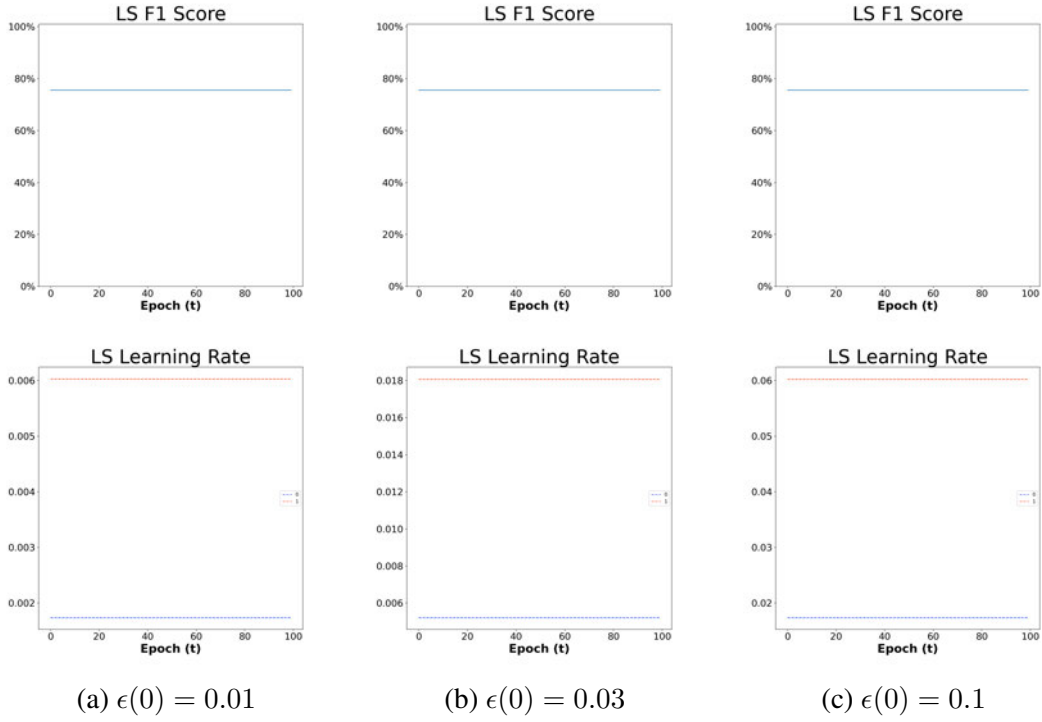 LS F1 Score LS F1 Score LS F1 Score
100% 100% 100%
80% 80% 80%
60% 60% 60%
40% 40% 40%
20% 20% 20%
0% 0% 0%
0 20 40 60 80 100 0 20 40 60 80 100 0 20 40 60 80 100
Epoch (t) Epoch (t) Epoch (t)
LS Learning Rate LS Learning Rate LS Learning Rate
0.006 0.018 0.06
0.016
0.005 0.014 0.05
0.004 0.012 0.04
0.010
0.003 0.03
0.008
0.002 0.006 0.02
0 20 40 60 80 100 0 20 40 60 80 100 0 20 40 60 80 100
Epoch (t) Epoch (t) Epoch (t)
(a) ϵ(0) = 0.01 (b) ϵ(0) = 0.03 (c) ϵ(0) = 0.1